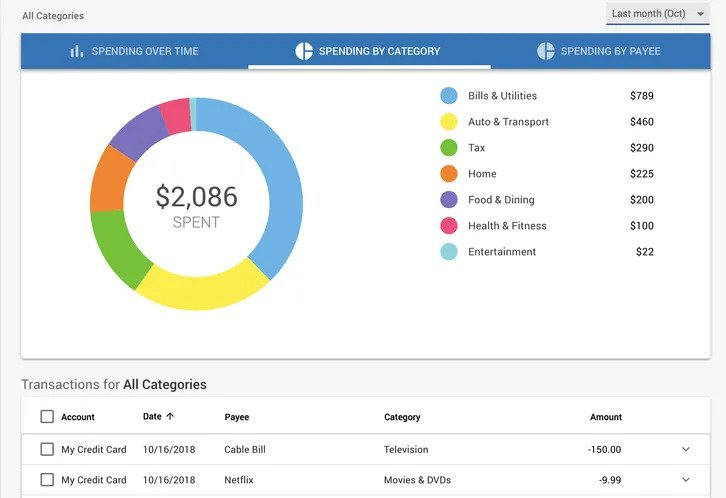 All Categories
Last month (Oct)
SPENDING OVER TIME
SPENDING BY CATEGORY
SPENDING BY PAYEE
$2,086
SPENT
Bills & Utilities $789
Auto & Transport $460
Tax $290
Home $225
Food & Dining $200
Health & Fitness $100
Entertainment $22
Transactions for All Categories
Account Date Payee Category Amount
My Credit Card 10/16/2018 Cable Bill Television -150.00
My Credit Card 10/16/2018 Netflix Movies & DVDs -9.99